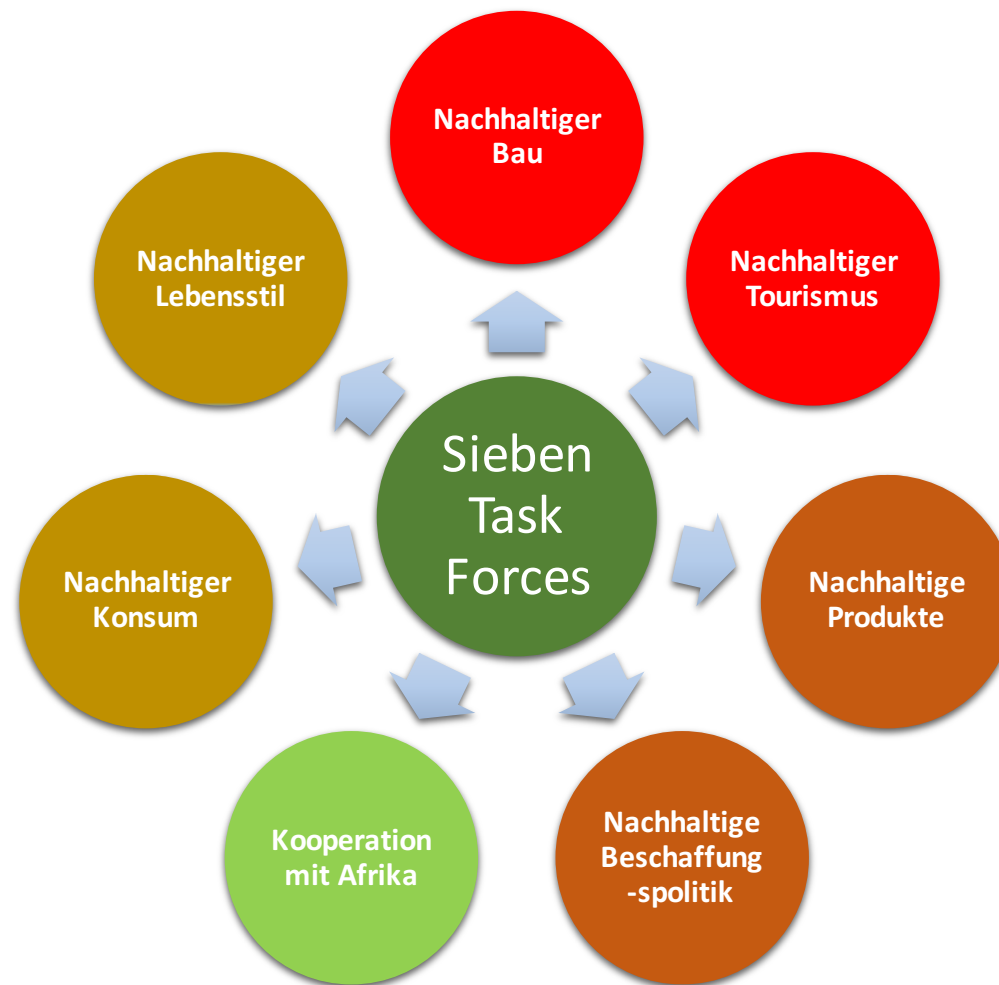 Nachhaltiger
Bau
Nachhaltiger
Tourismus
Nachhaltige
Produkte
Nachhaltige
Beschaffung
-spolitik
Kooperation
mit Afrika
Nachhaltiger
Konsum
Nachhaltiger
Lebensstil
Sieben
Task
Forces